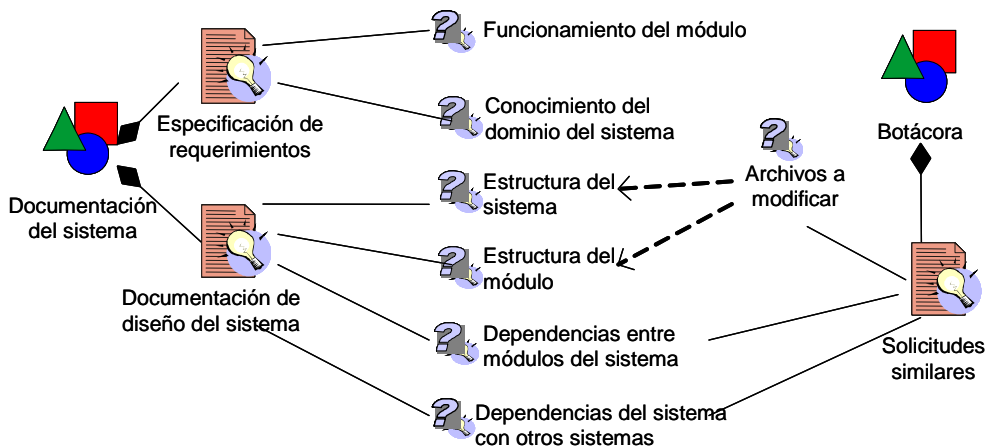 Funcionamiento del módulo
Especificación de
requerimientos
Conocimiento del
dominio del sistema
Botácora
Documentación
del sistema
Estructura del
sistema
Archivos a
modificar
Estructura del
módulo
Documentación de
diseño del sistema
Dependencias entre
módulos del sistema
Solicitudes
similares
Dependencias del sistema
con otros sistemas